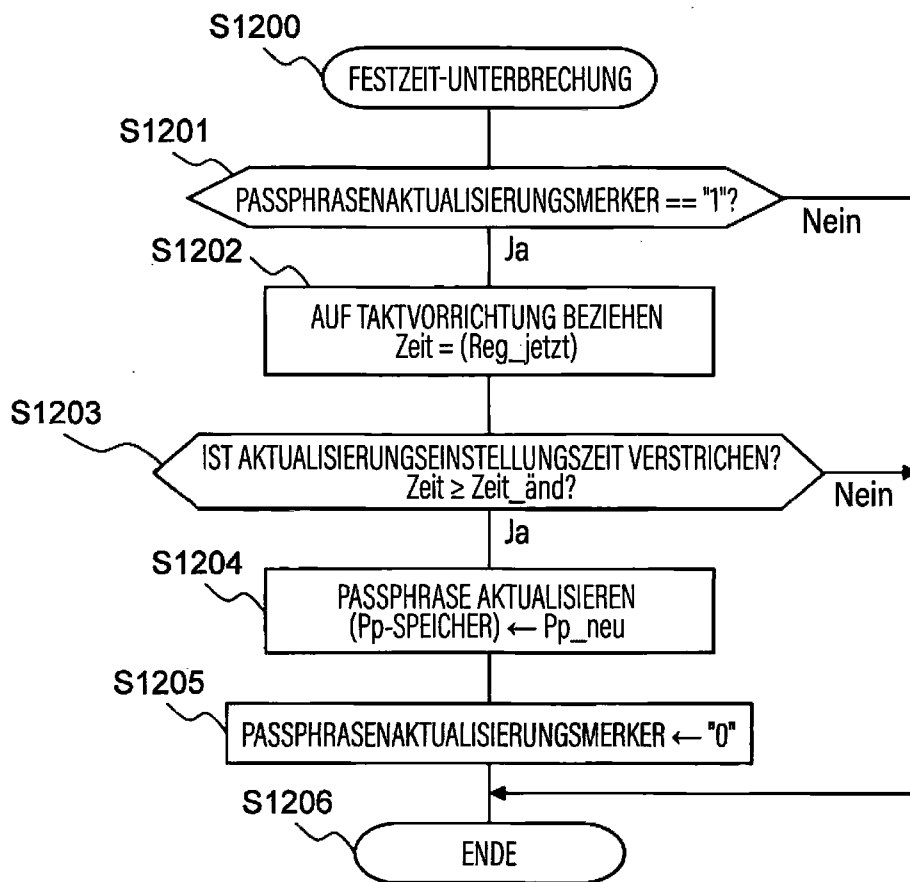 S1200
FESTZEIT-UNTERBRECHUNG
S1201
PASSPHRASENAKTUALISIERUNGSMERKER == "1"?
Nein
Ja
S1202
AUF TAKTVORRICHTUNG BEZIEHEN
Zeit = (Reg_jetzt)
S1203
IST AKTUALISIERUNGSEINSTELLUNGSZEIT VERSTRICHEN?
Zeit ≥ Zeit_änd?
Nein
Ja
S1204
PASSPHRASE AKTUALISIEREN
(Pp-SPEICHER) ← Pp_neu
S1205
PASSPHRASENAKTUALISIERUNGSMERKER ← "0"
S1206
ENDE